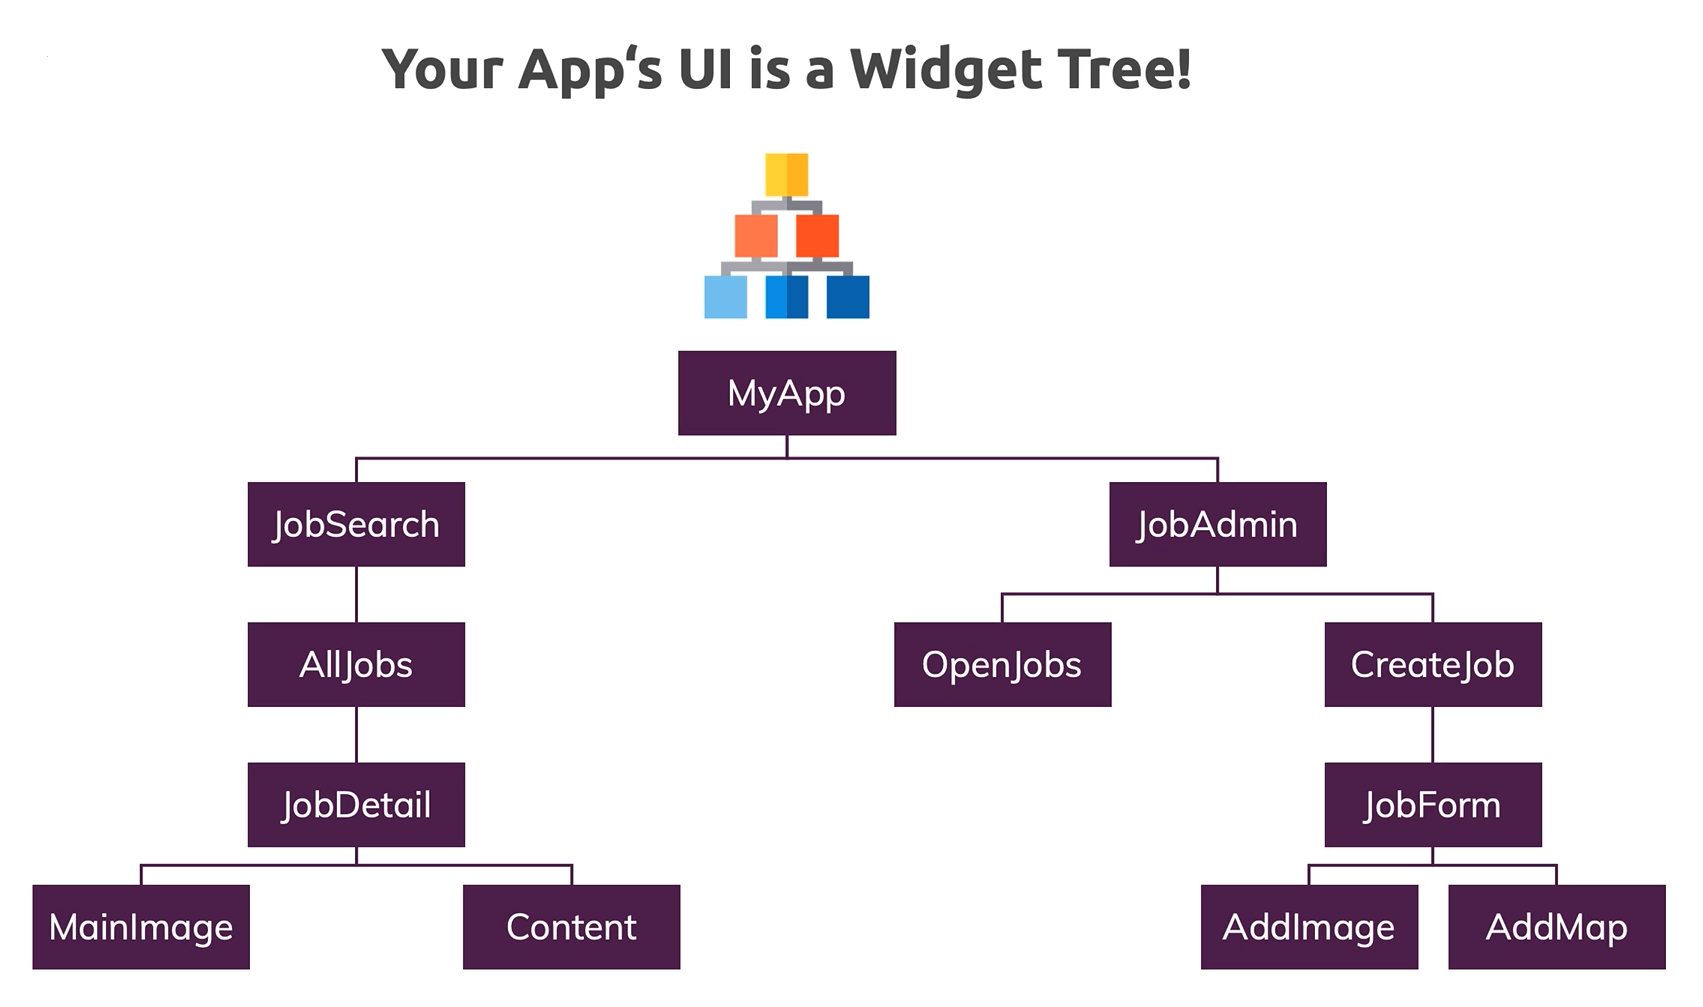 Your App‘s UI is a Widget Tree!
MyApp
JobSearch
JobAdmin
AllJobs
OpenJobs
CreateJob
JobDetail
JobForm
MainImage
Content
AddImage
AddMap